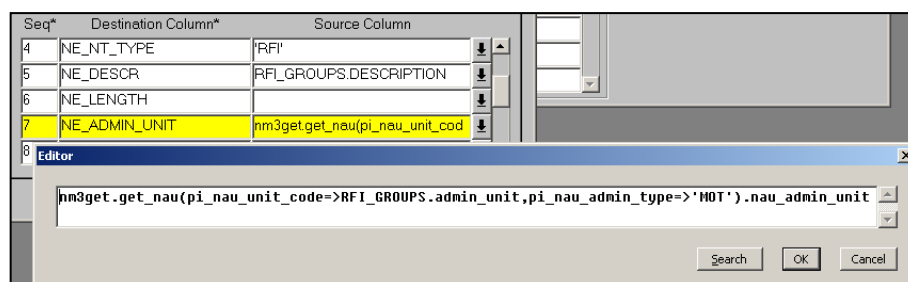 Seq* Destination Column* Source Column
4 NE_NT_TYPE 'RFI'
5 NE_DESCR RFI_GROUPS.DESCRIPTION
6 NE_LENGTH
7 NE_ADMIN_UNIT nm3get.get_nau(pi_nau_unit_cod
8
Editor
nm3get.get_nau(pi_nau_unit_code=>RFI_GROUPS.admin_unit,pi_nau_admin_type=>'MOT').nau_admin_unit
Search OK Cancel